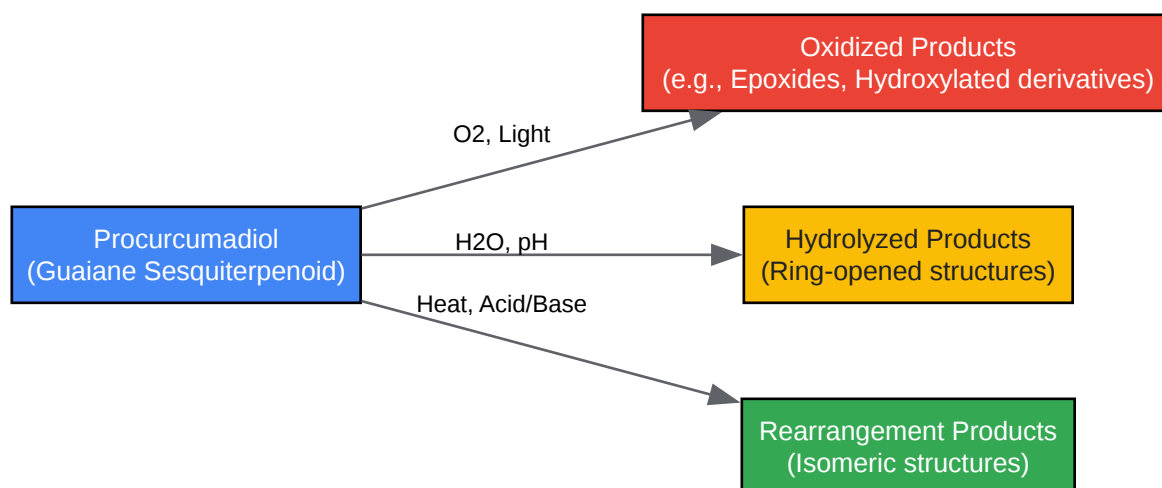 Oxidized Products
(e.g., Epoxides, Hydroxylated derivatives)
O2, Light
Procurcumadiol
(Guaiane Sesquiterpenoid)
H2O, pH
Hydrolyzed Products
(Ring-opened structures)
Heat, Acid/Base
Rearrangement Products
(Isomeric structures)